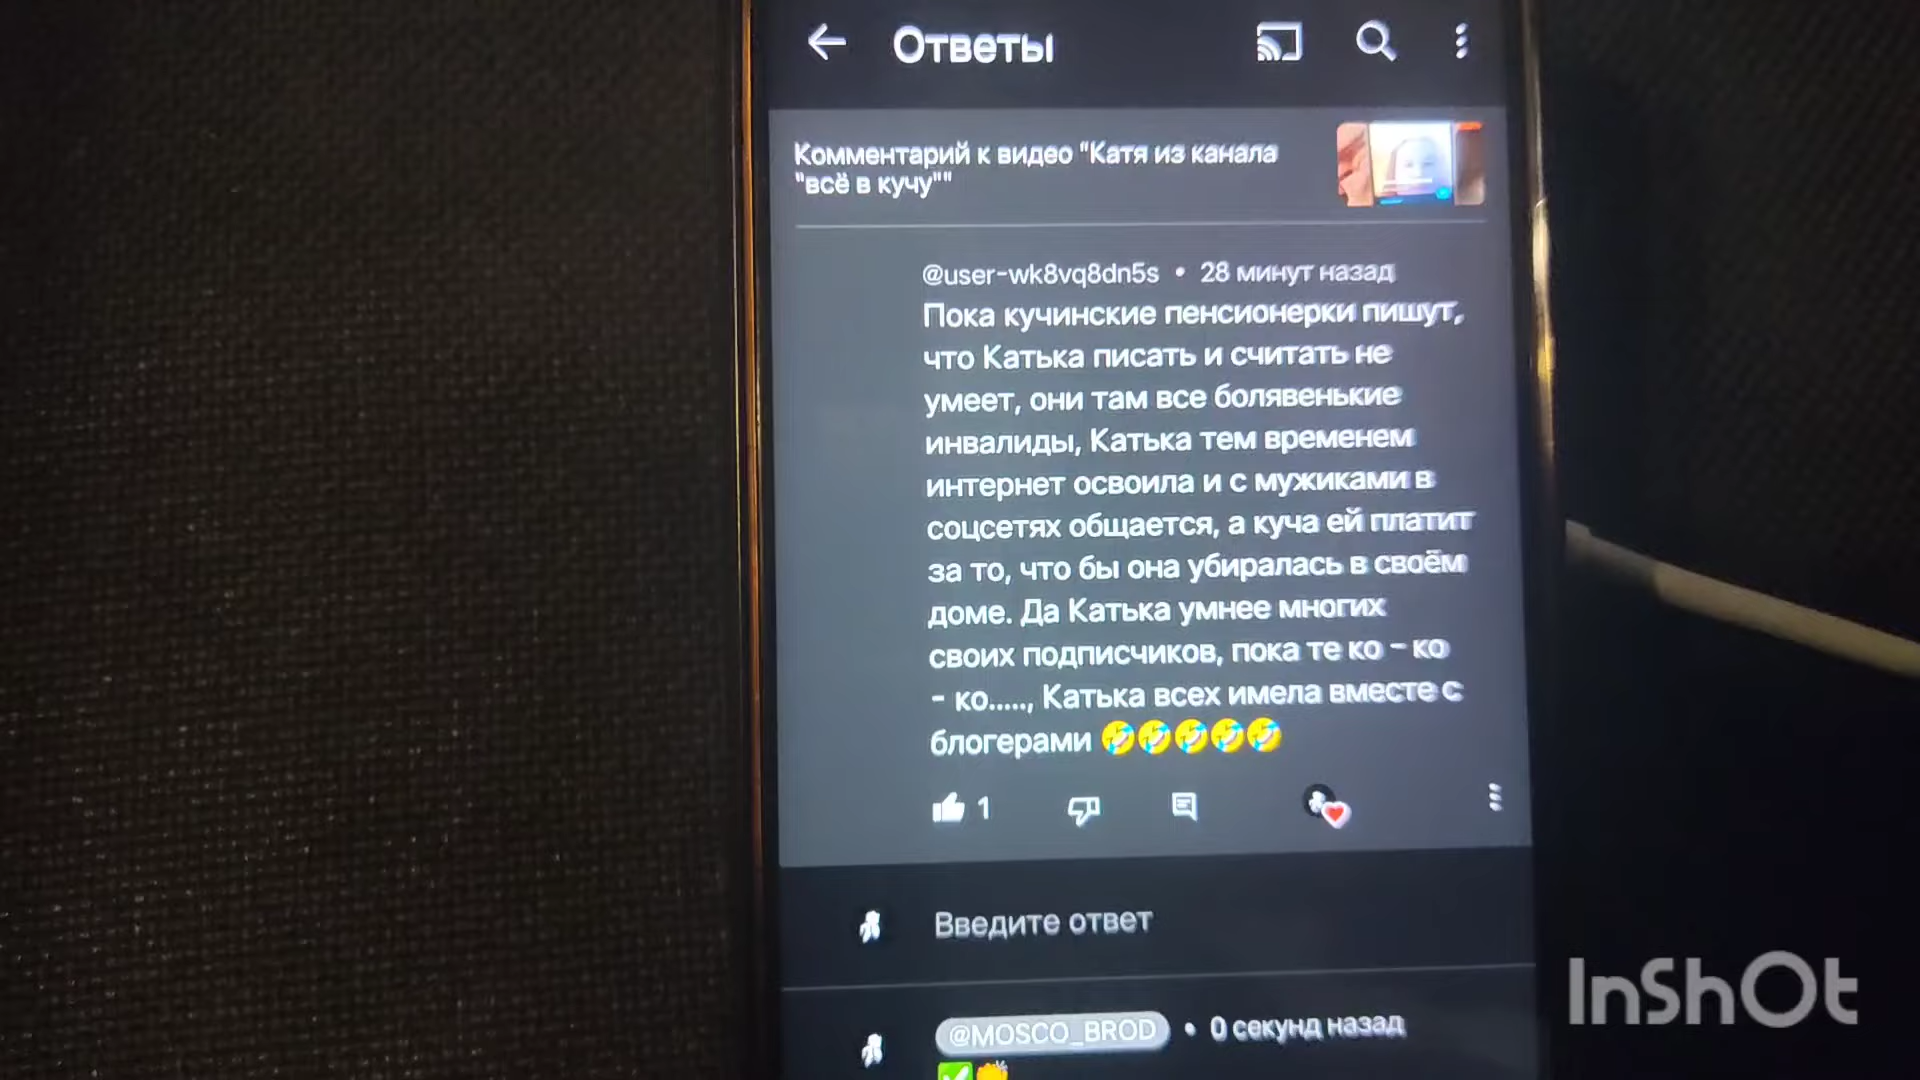 Ответы
Комментарий к видео "Катя из канала
"всё в кучу""
@user-wk8vq8dn5s • 28 минут назад
Пока кучинские пенсионерки пишут,
что Катька писать и считать не
умеет, они там все болявенькие
инвалиды, Катька тем временем
интернет освоила и с мужиками в
соцсетях общается, а куча ей платит
за то, что бы она убиралась в своём
доме. Да Катька умнее многих
своих подписчиков, пока те ко - ко
- ко....., Катька всех имела вместе с
блогерами 🤣🤣🤣🤣🤣
1
Введите ответ
@MOSCO_BROD • 0 секунд назад
InShOt